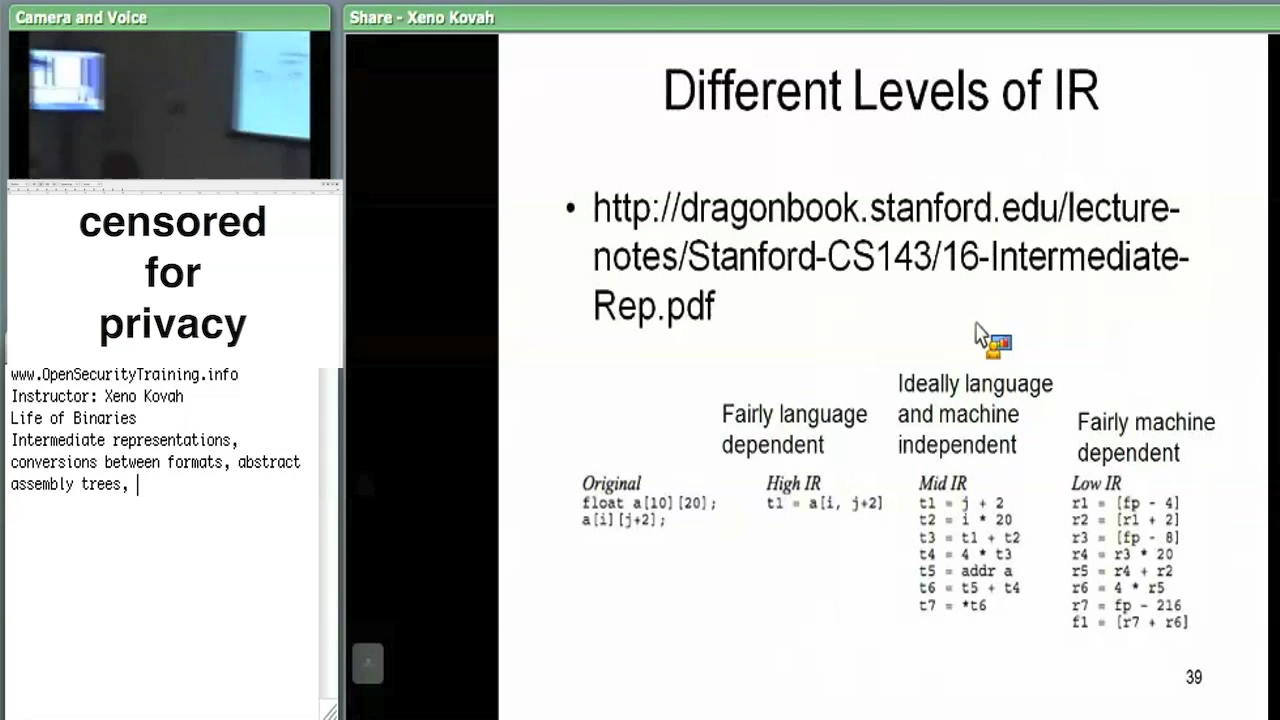 Camera and Voice
censored
for
privacy
www.OpenSecurityTraining.info
Instructor: Xeno Kovah
Life of Binaries
Intermediate representations,
conversions between formats, abstract
assembly trees,
Share - Xeno Kovah
Different Levels of IR
• http://dragonbook.stanford.edu/lecture-
notes/Stanford-CS143/16-Intermediate-
Rep.pdf
Fairly language
dependent
Ideally language
and machine
independent
Fairly machine
dependent
Original
float a[10][20];
a[i][j+2];
High IR
t1 = a[i, j+2]
Mid IR
t1 = j + 2
t2 = i * 20
t3 = t1 + t2
t4 = 4 * t3
t5 = addr a
t6 = t5 + t4
t7 = *t6
Low IR
r1 = [fp - 4]
r2 = [r1 + 2]
r3 = [fp - 8]
r4 = r3 * 20
r5 = r4 + r2
r6 = 4 * r5
r7 = fp - 216
f1 = [r7 + r6]
39